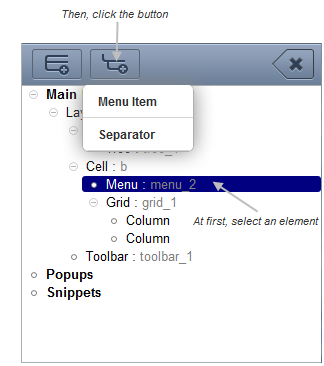 Then, click the button
Menu Item
Separator
Main
Cell : b
Menu : menu_2
Grid : grid_1
At first, select an element
Column
Column
Toolbar : toolbar_1
Popups
Snippets